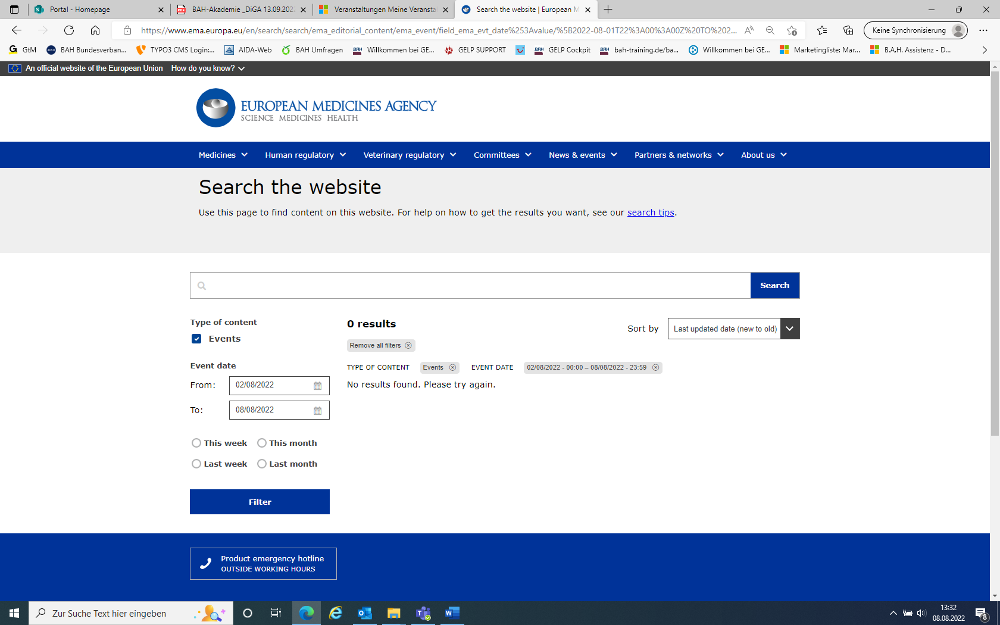 Portal - Homepage
BAH-Akademie _DiGA 13.09.202
Veranstaltungen Meine Veransta
Search the website | European M
https://www.ema.europa.eu/en/search/search/ema_editorial_content/ema_event/field_ema_evt_date%253Avalue/%5B2022-08-01T22%3A00%3A00Z%20TO%202...
Keine Synchronisierung
GtM
BAH Bundesverban...
TYPO3 CMS Login:...
AIDA-Web
BAH Umfragen
Willkommen bei GE...
GELP SUPPORT
GELP Cockpit
bah-training.de/ba...
Willkommen bei GE...
Marketingliste: Mar...
B.A.H. Assistenz - D...
An official website of the European Union How do you know?
EUROPEAN MEDICINES AGENCY
SCIENCE MEDICINES HEALTH
Medicines
Human regulatory
Veterinary regulatory
Committees
News & events
Partners & networks
About us
Search the website
Use this page to find content on this website. For help on how to get the results you want, see our search tips.
Search
Type of content
Events
Event date
From: 02/08/2022
To: 08/08/2022
This week This month
Last week Last month
Filter
0 results
Sort by Last updated date (new to old)
Remove all filters
TYPE OF CONTENT Events EVENT DATE 02/08/2022 - 00:00 – 08/08/2022 - 23:59
No results found. Please try again.
Product emergency hotline
OUTSIDE WORKING HOURS
Zur Suche Text hier eingeben
13:32
08.08.2022
8